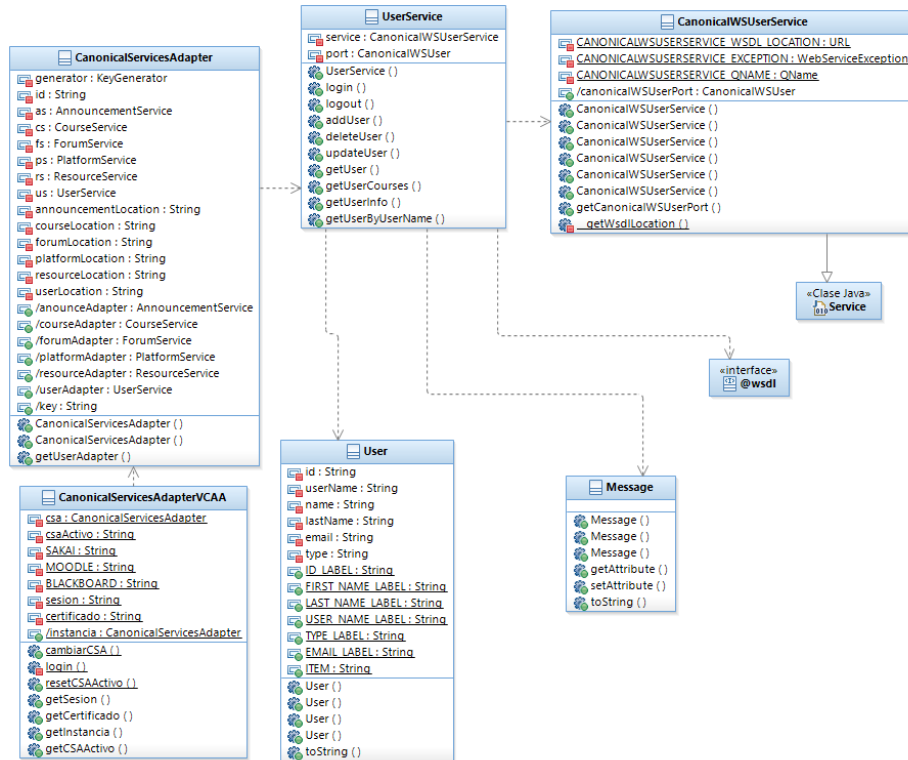 CanonicalServicesAdapter
generator : KeyGenerator
id : String
as : AnnouncementService
cs : CourseService
fs : ForumService
ps : PlatformService
rs : ResourceService
us : UserService
announcementLocation : String
courseLocation : String
forumLocation : String
platformLocation : String
resourceLocation : String
userLocation : String
/anounceAdapter : AnnouncementService
/courseAdapter : CourseService
/forumAdapter : ForumService
/platformAdapter : PlatformService
/resourceAdapter : ResourceService
/userAdapter : UserService
/key : String
CanonicalServicesAdapter ( )
CanonicalServicesAdapter ( )
getUserAdapter ( )
UserService
service : CanonicalWSUserService
port : CanonicalWSUser
UserService ( )
login ( )
logout ( )
addUser ( )
deleteUser ( )
updateUser ( )
getUser ( )
getUserCourses ( )
getUserInfo ( )
getUserByUserName ( )
CanonicalWSUserService
CANONICALWSUSERSERVICE_WSDL_LOCATION : URL
CANONICALWSUSERSERVICE_EXCEPTION : WebServiceException
CANONICALWSUSERSERVICE_QNAME : QName
/canonicalWSUserPort : CanonicalWSUser
CanonicalWSUserService ( )
CanonicalWSUserService ( )
CanonicalWSUserService ( )
CanonicalWSUserService ( )
CanonicalWSUserService ( )
CanonicalWSUserService ( )
getCanonicalWSUserPort ( )
__getWsdlLocation ( )
«Clase Java»
Service
«interface»
@wsdl
CanonicalServicesAdapterVCAA
csa : CanonicalServicesAdapter
csaActivo : String
SAKAI : String
MOODLE : String
BLACKBOARD : String
sesion : String
certificado : String
/instancia : CanonicalServicesAdapter
cambiarCSA ( )
login ( )
resetCSAActivo ( )
getSesion ( )
getCertificado ( )
getInstancia ( )
getCSAActivo ( )
User
id : String
userName : String
name : String
lastName : String
email : String
type : String
ID_LABEL : String
FIRST_NAME_LABEL : String
LAST_NAME_LABEL : String
USER_NAME_LABEL : String
TYPE_LABEL : String
EMAIL_LABEL : String
ITEM : String
User ( )
User ( )
User ( )
User ( )
toString ( )
Message
Message ( )
Message ( )
Message ( )
getAttribute ( )
setAttribute ( )
toString ( )